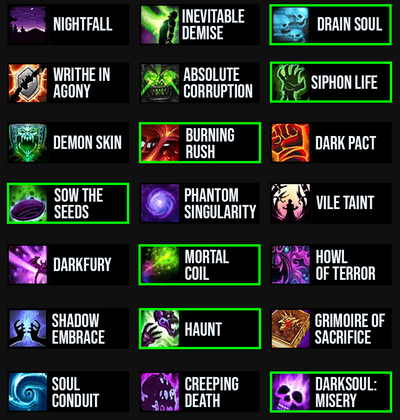 NIGHTFALL
INEVITABLE
DEMISE
DRAIN SOUL
WRITHE IN
AGONY
ABSOLUTE
CORRUPTION
SIPHON LIFE
DEMON SKIN
BURNING
RUSH
DARK PACT
SOW THE
SEEDS
PHANTOM
SINGULARITY
VILE TAINT
DARKFURY
MORTAL
COIL
HOWL
OF TERROR
SHADOW
EMBRACE
HAUNT
GRIMOIRE OF
SACRIFICE
SOUL
CONDUIT
CREEPING
DEATH
DARKSOUL:
MISERY